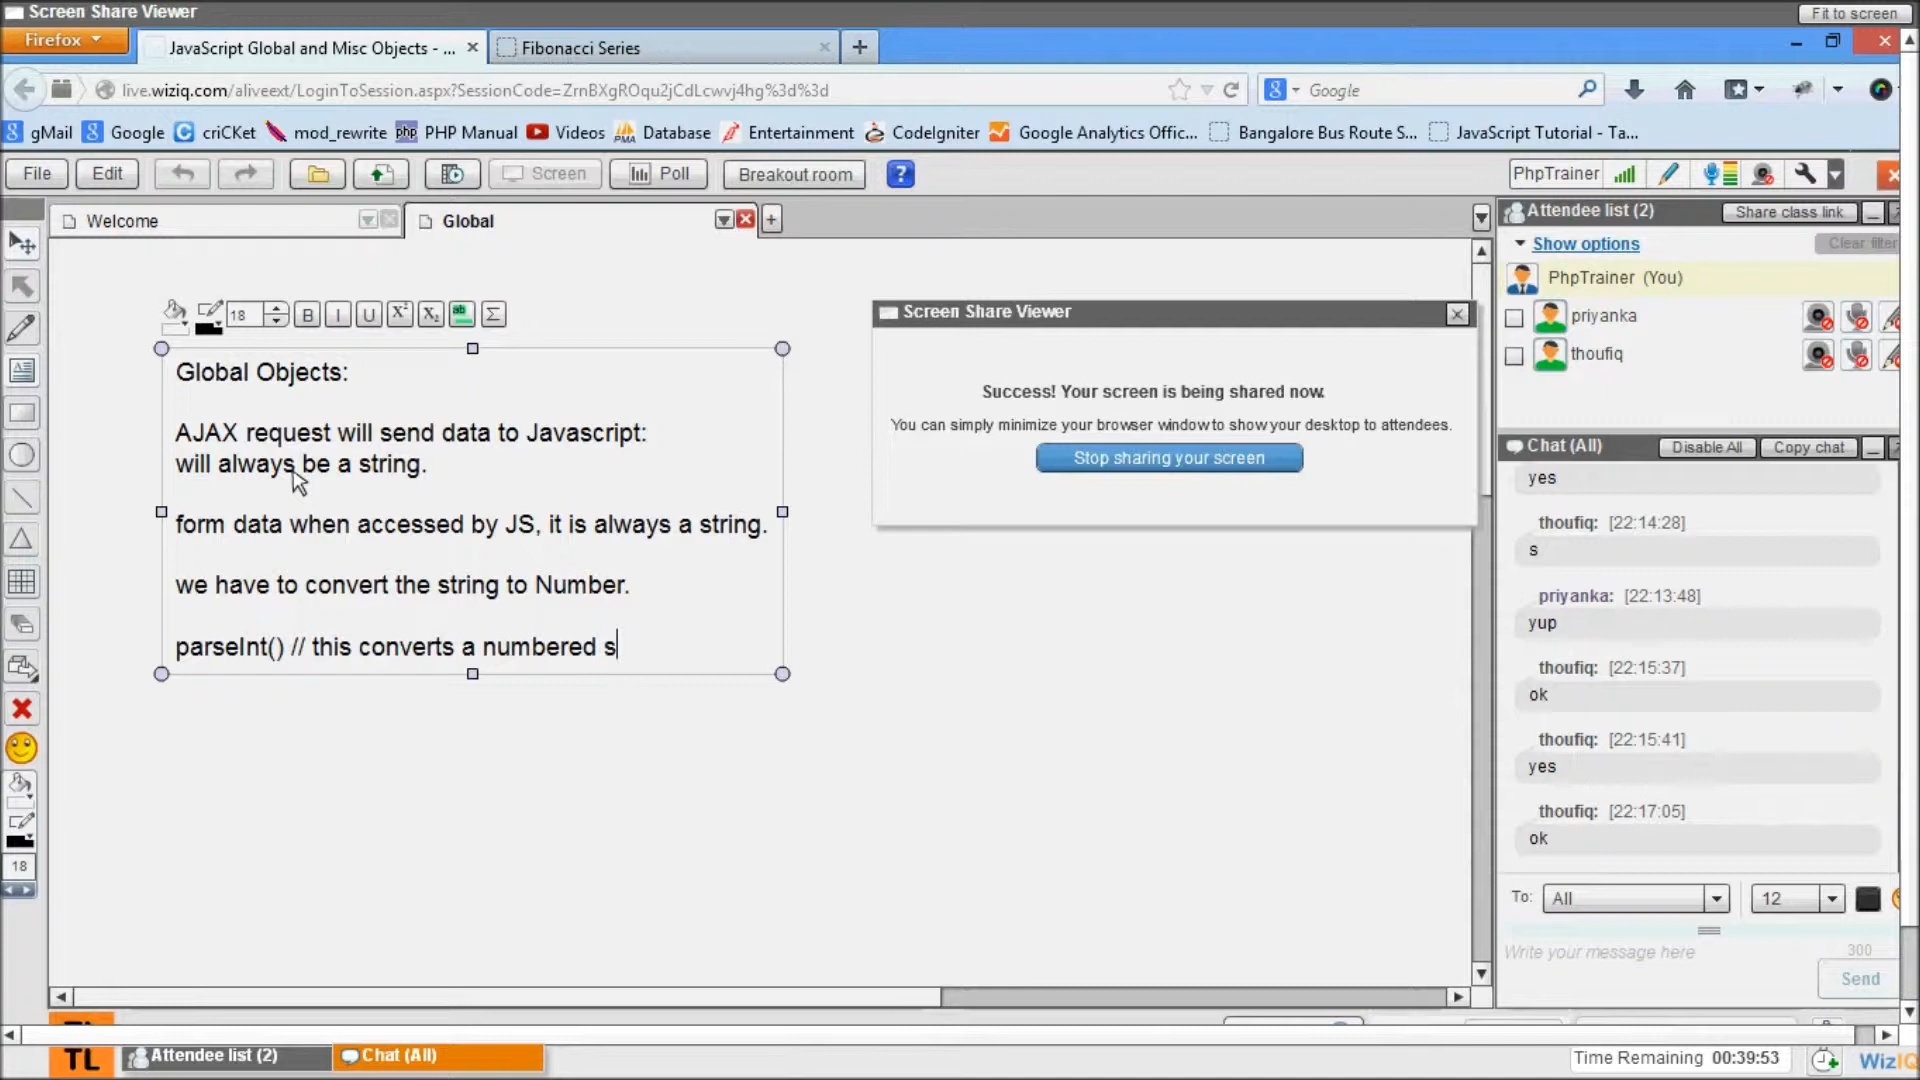 Screen Share Viewer
Fit to screen
Firefox
JavaScript Global and Misc Objects - ...
Fibonacci Series
live.wiziq.com/aliveext/LoginToSession.aspx?SessionCode=ZrnBXgROqu2jCdLcwvj4hg%3d%3d
Google
gMail
Google
criCKet
mod_rewrite
php
PHP Manual
Videos
PMA
Database
Entertainment
CodeIgniter
Google Analytics Offic...
Bangalore Bus Route S...
JavaScript Tutorial - Ta...
File
Edit
Screen
Poll
Breakout room
?
PhpTrainer
Welcome
Global
Attendee list (2)
Share class link
Show options
Clear filter
PhpTrainer (You)
priyanka
thoufiq
18
B
I
U
X²
X₂
ab
Σ
Global Objects:
AJAX request will send data to Javascript:
will always be a string.
form data when accessed by JS, it is always a string.
we have to convert the string to Number.
parseInt() // this converts a numbered s
Screen Share Viewer
Success! Your screen is being shared now.
You can simply minimize your browser window to show your desktop to attendees.
Stop sharing your screen
Chat (All)
Disable All
Copy chat
yes
thoufiq: [22:14:28]
s
priyanka: [22:13:48]
yup
thoufiq: [22:15:37]
ok
thoufiq: [22:15:41]
yes
thoufiq: [22:17:05]
ok
To:
All
12
Write your message here
300
Send
18
TL
Attendee list (2)
Chat (All)
Time Remaining 00:39:53
WizI